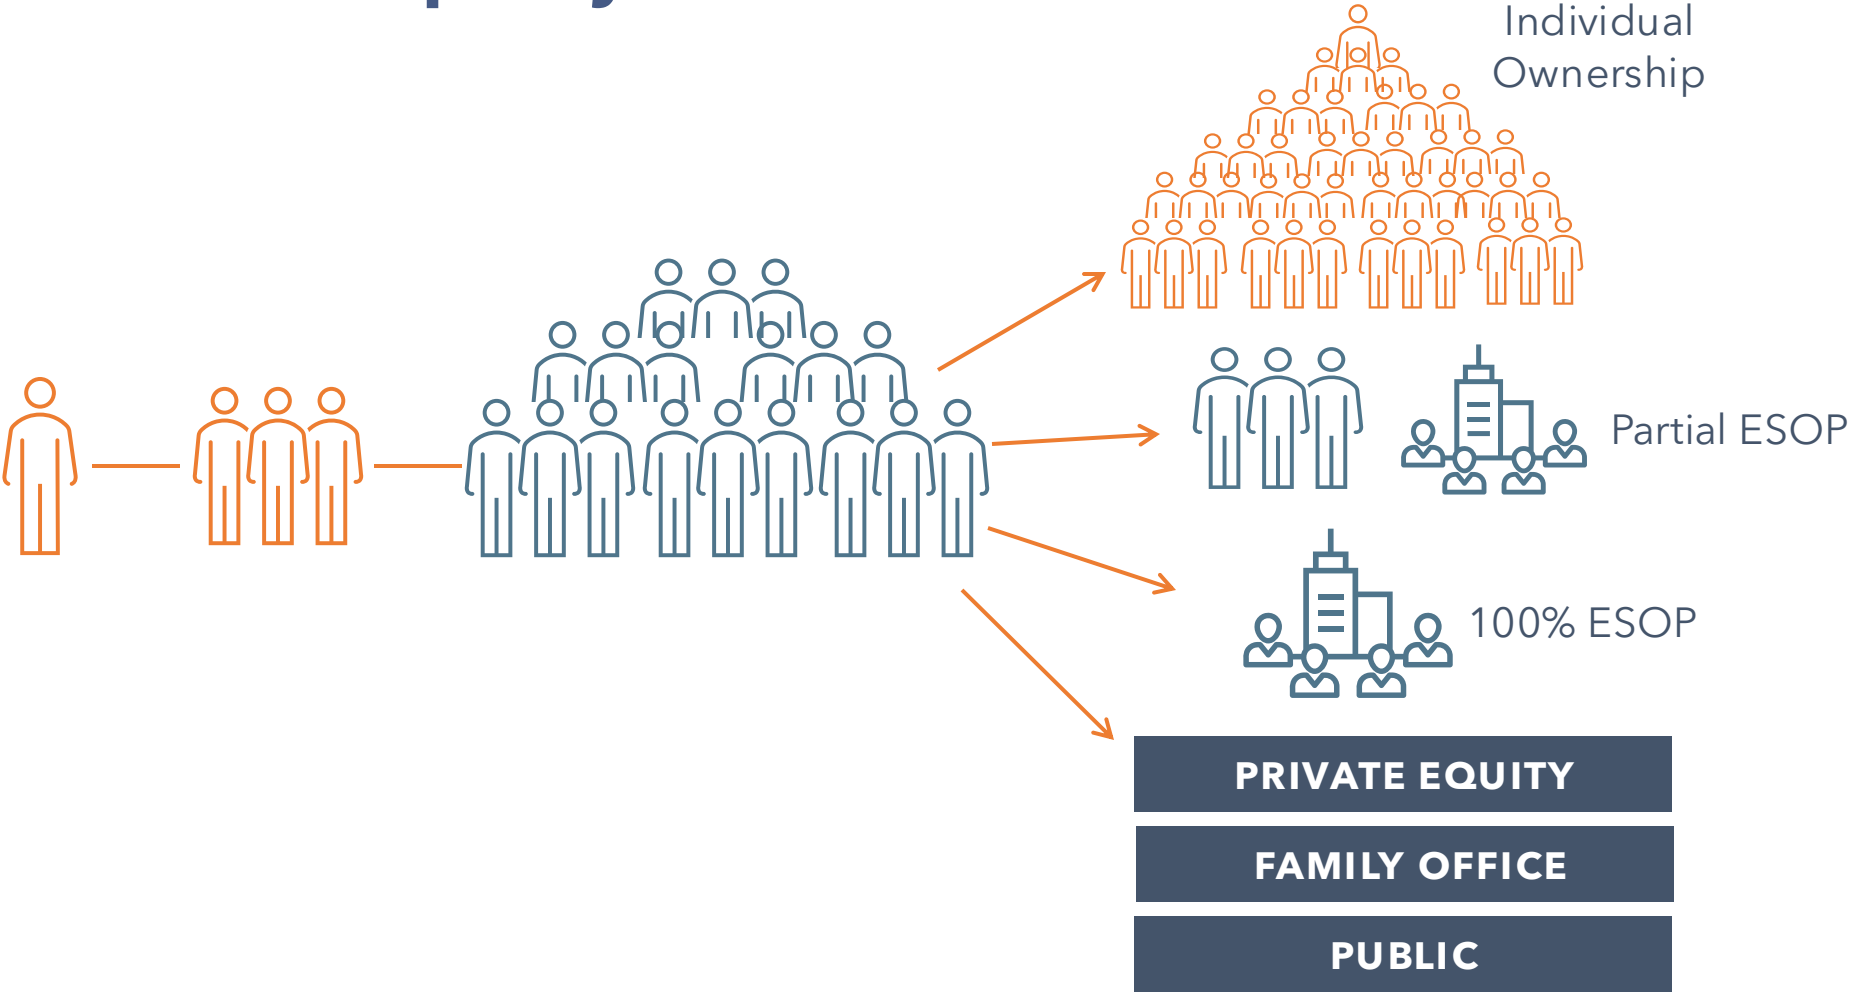 Individual
Ownership
Partial ESOP
100% ESOP
PRIVATE EQUITY
FAMILY OFFICE
PUBLIC